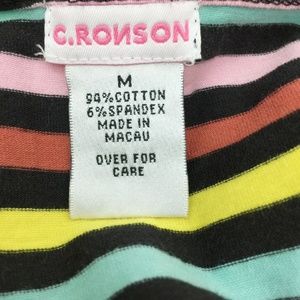 C.RONSON
M
94%COTTON
6%SPANDEX
MADE IN
MACAU
OVER FOR
CARE